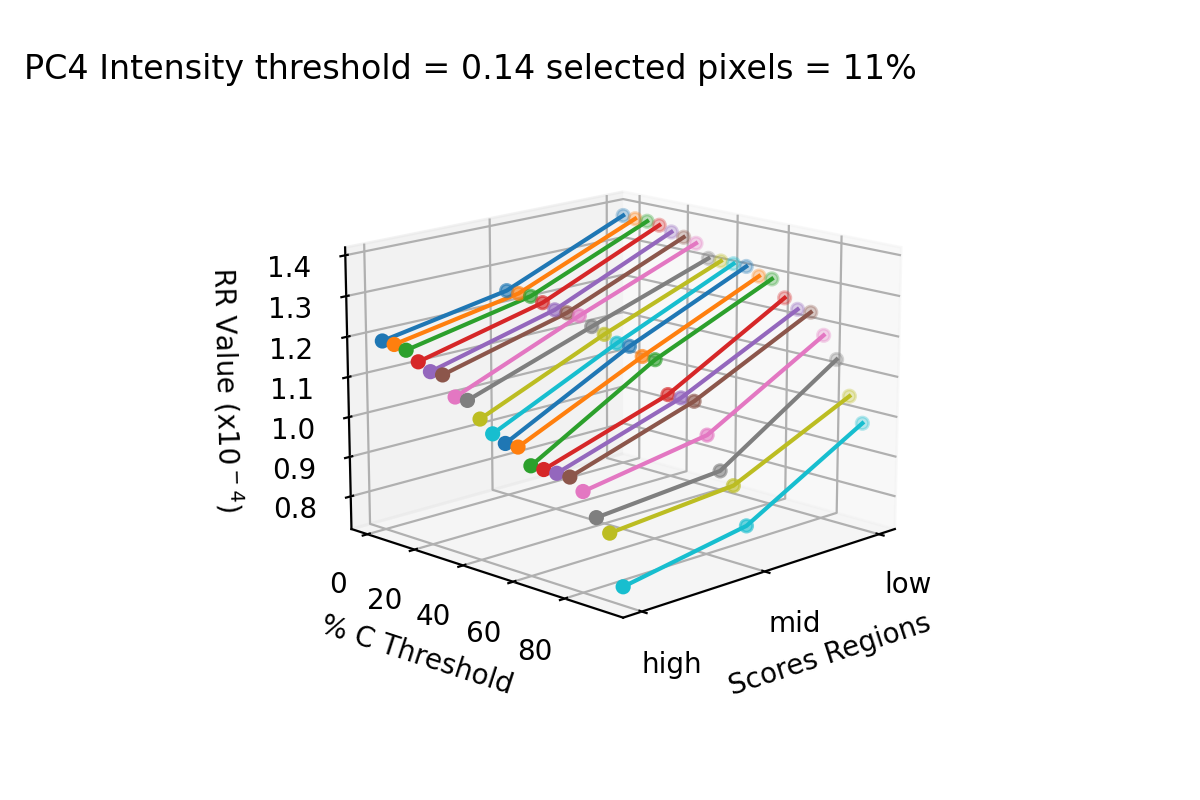 PC4 Intensity threshold = 0.14 selected pixels = 11%
RR Value (x10⁻⁴)
1.4
1.3
1.2
1.1
1.0
0.9
0.8
0
20
40
60
80
% C Threshold
high
mid
low
Scores Regions